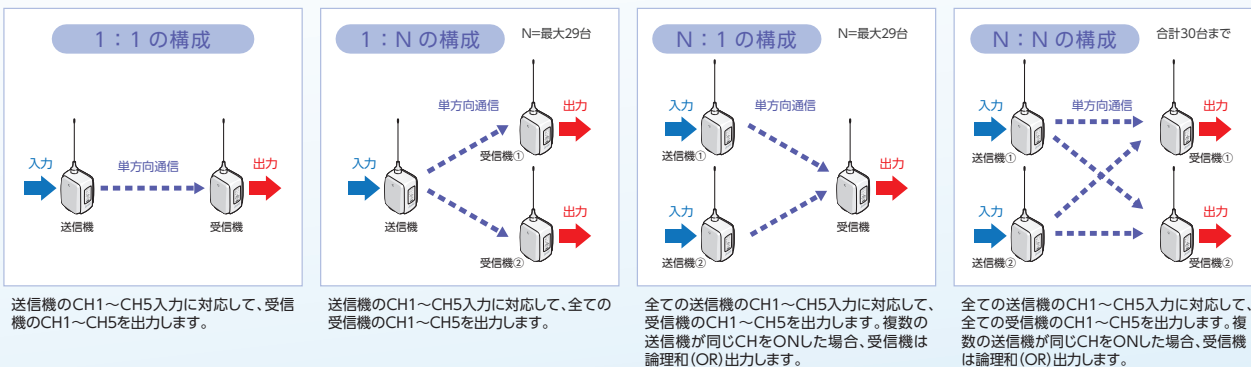 1：1の構成
入力
単方向通信
出力
送信機
受信機
送信機のCH1～CH5入力に対応して、受信
機のCH1～CH5を出力します。
1：Nの構成
N=最大29台
単方向通信
出力
受信機①
入力
送信機
出力
受信機②
送信機のCH1～CH5入力に対応して、全ての
受信機のCH1～CH5を出力します。
N：1の構成
N=最大29台
入力
単方向通信
送信機①
出力
受信機
入力
送信機②
全ての送信機のCH1～CH5入力に対応して、
受信機のCH1～CH5を出力します。複数の
送信機が同じCHをONした場合、受信機は
論理和(OR)出力します。
N：Nの構成
合計30台まで
入力
単方向通信
出力
送信機①
受信機①
入力
出力
送信機②
受信機②
全ての送信機のCH1～CH5入力に対応して、
全ての受信機のCH1～CH5を出力します。複
数の送信機が同じCHをONした場合、受信機
は論理和(OR)出力します。